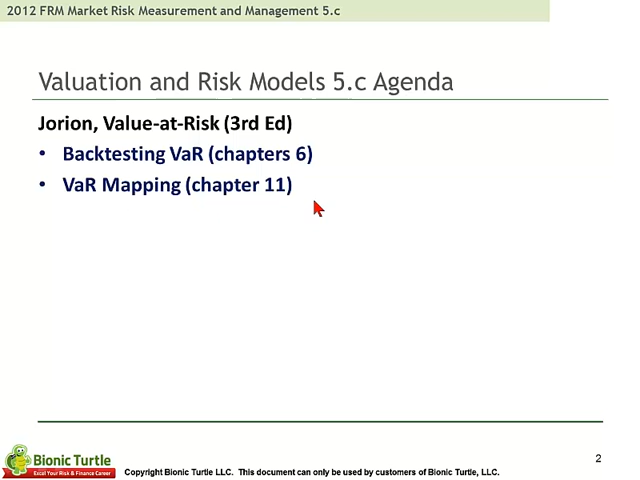 2012 FRM Market Risk Measurement and Management 5.c
Valuation and Risk Models 5.c Agenda
Jorion, Value-at-Risk (3rd Ed)
• Backtesting VaR (chapters 6)
• VaR Mapping (chapter 11)
2
Bionic Turtle
Excel Your Risk & Finance Career
Copyright Bionic Turtle LLC. This document can only be used by customers of Bionic Turtle, LLC.